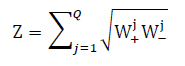 Z = ∑_{j=1}^{Q} √(W_+^j W_-^j)